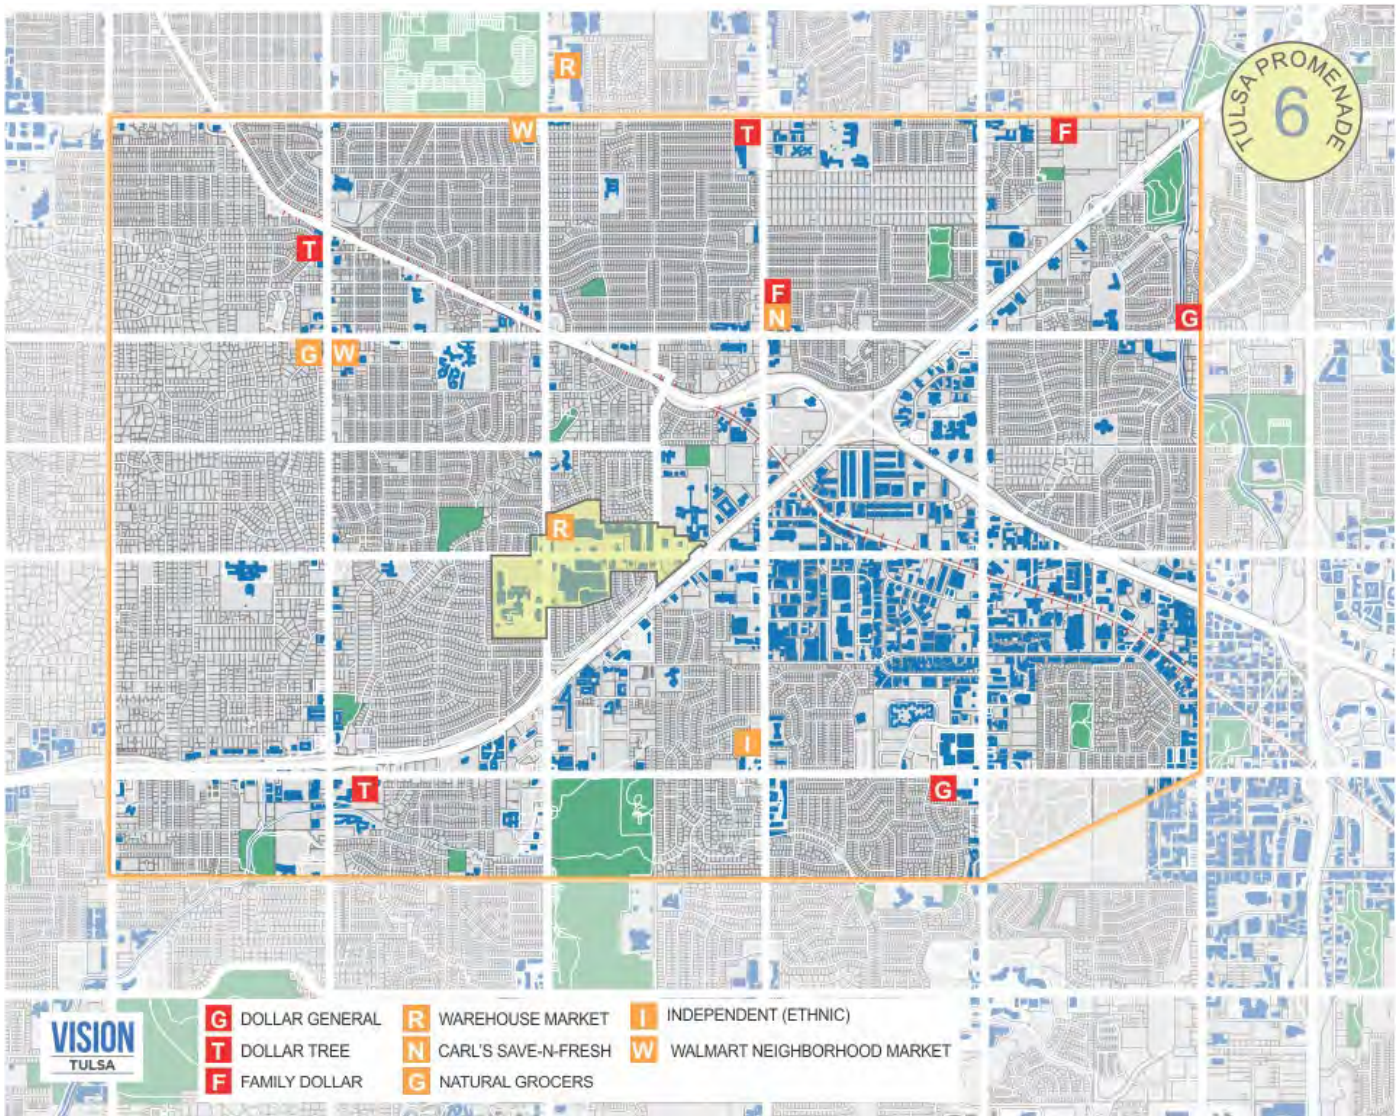 TULSA PROMENADE
6
R
W
T
F
T
F
N
G
G
W
R
I
T
G
VISION
TULSA
G DOLLAR GENERAL
T DOLLAR TREE
F FAMILY DOLLAR
R WAREHOUSE MARKET
N CARL'S SAVE-N-FRESH
G NATURAL GROCERS
I INDEPENDENT (ETHNIC)
W WALMART NEIGHBORHOOD MARKET